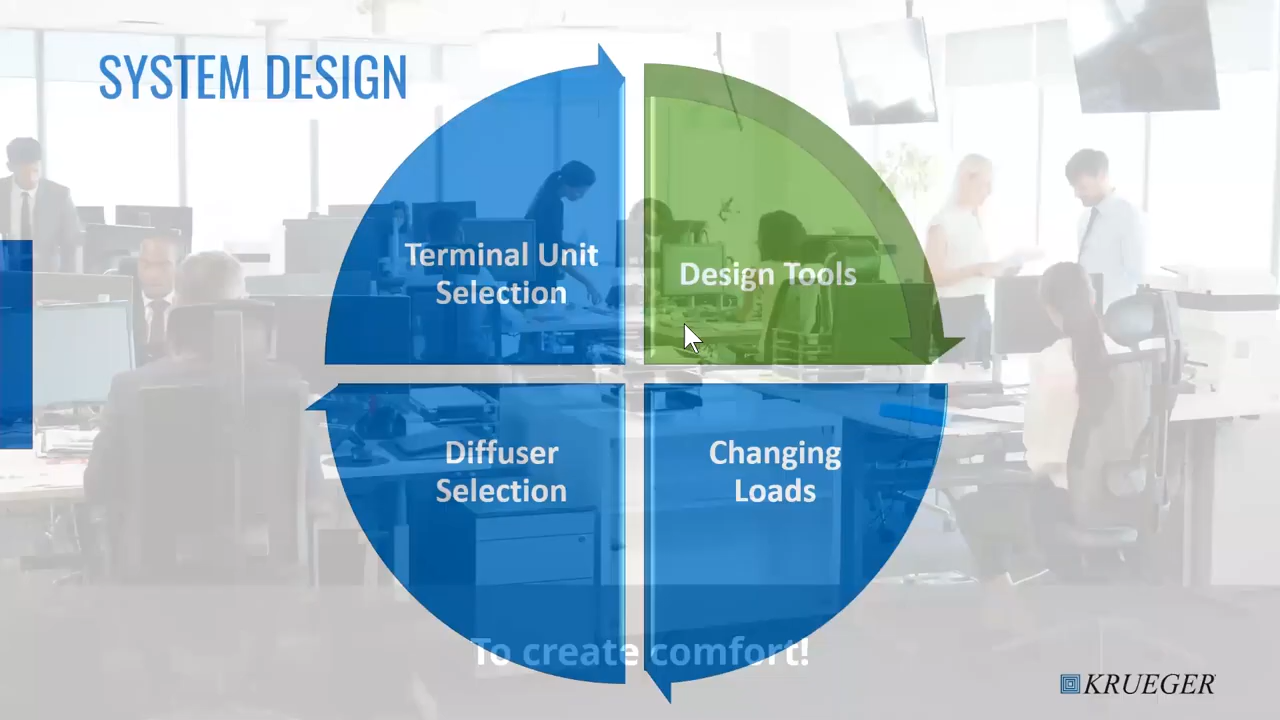 SYSTEM DESIGN
Terminal Unit
Selection
Design Tools
Diffuser
Selection
Changing
Loads
To create comfort!
KRUEGER